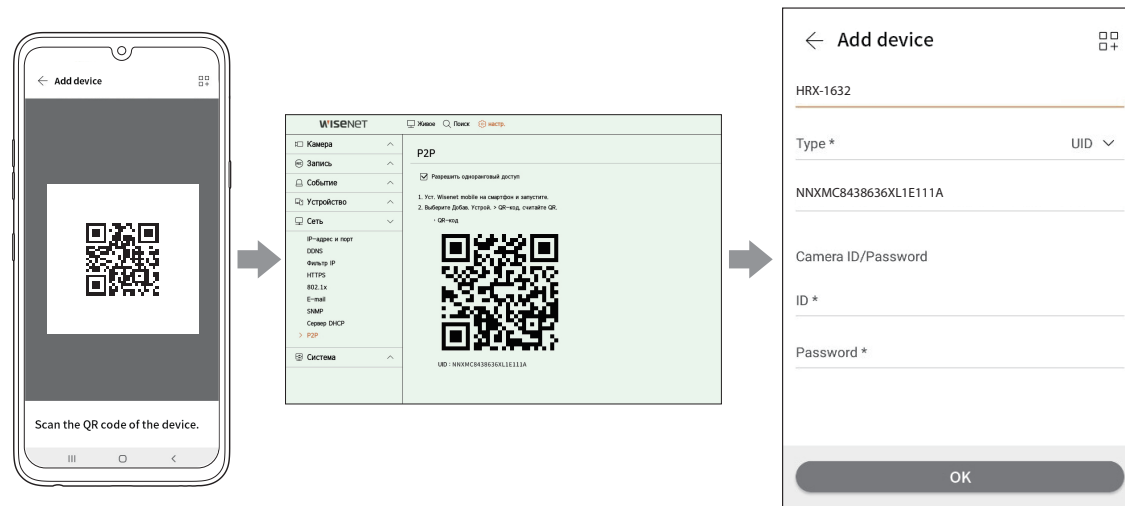 Add device
Scan the QR code of the device.
WISENET
Живое Поиск настр.
Камера
Запись
Событие
Устройство
Сеть
IP-адрес и порт
DDNS
Фильтр IP
HTTPS
802.1x
E-mail
SNMP
Сервер DHCP
> P2P
Система
P2P
Разрешить одноранговый доступ
1. Уст. Wisenet mobile на смартфон и запустите.
2. Выберите Добав. Устрой. > QR-код, считайте QR.
· QR-код
UID : NNXMC8438636XL1E111A
Add device
HRX-1632
Type * UID
NNXMC8438636XL1E111A
Camera ID/Password
ID *
Password *
OK